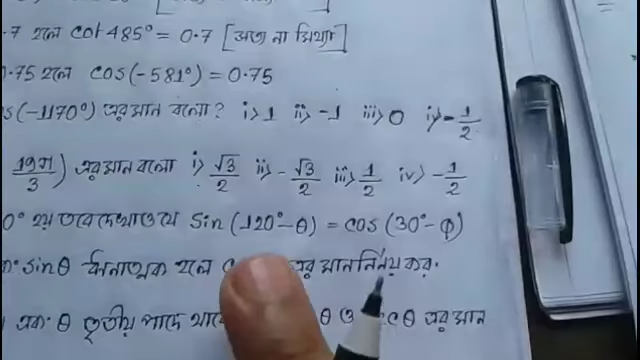 .7 হলে cot 485° = 0.7 [সত্য না মিথ্যা]
0.75 হলে cos(-581°) = 0.75
s(-1170°) এর মান বলো? i> 1 ii> -1 iii> 0 iv> -1/2
19π/3) এর মান বলো i> √3/2 ii> -√3/2 iii> 1/2 iv> -1/2
0° হয় তবে দেখাও যে sin(120°-θ) = cos(30°-φ)
sinθ ঋনাত্মক হলে এর মান নির্ণয় কর
এবং θ তৃতীয় পাদে θ ও এর মান